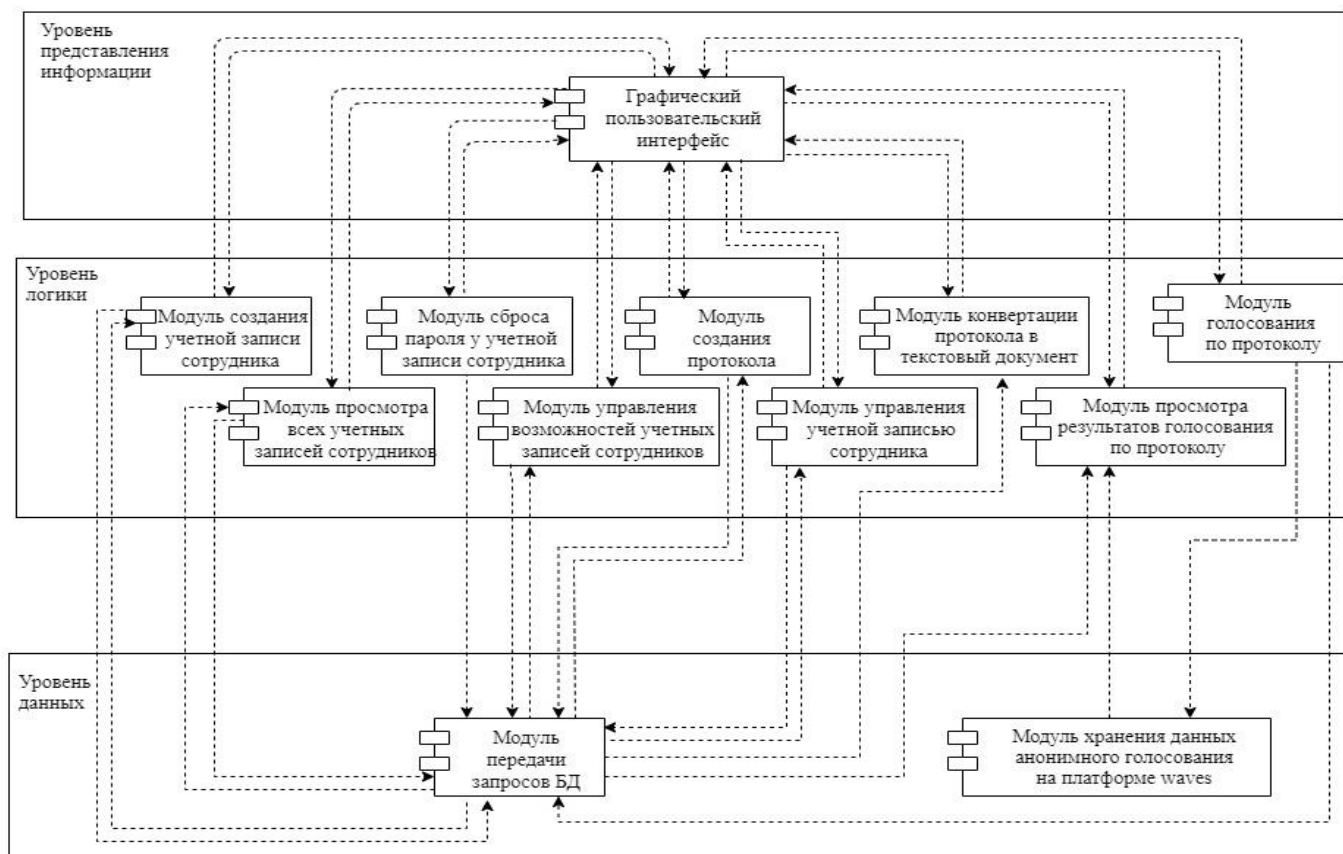 Уровень
представления
информации
Графический
пользовательский
интерфейс
Уровень
логики
Модуль создания
учетной записи
сотрудника
Модуль сброса
пароля у учетной
записи сотрудника
Модуль
создания
протокола
Модуль конвертации
протокола в
текстовый документ
Модуль
голосования
по протоколу
Модуль просмотра
всех учетных
записей сотрудников
Модуль управления
возможностей учетных
записей сотрудников
Модуль управления
учетной записью
сотрудника
Модуль просмотра
результатов голосования
по протоколу
Уровень
данных
Модуль
передачи
запросов БД
Модуль хранения данных
анонимного голосования
на платформе waves